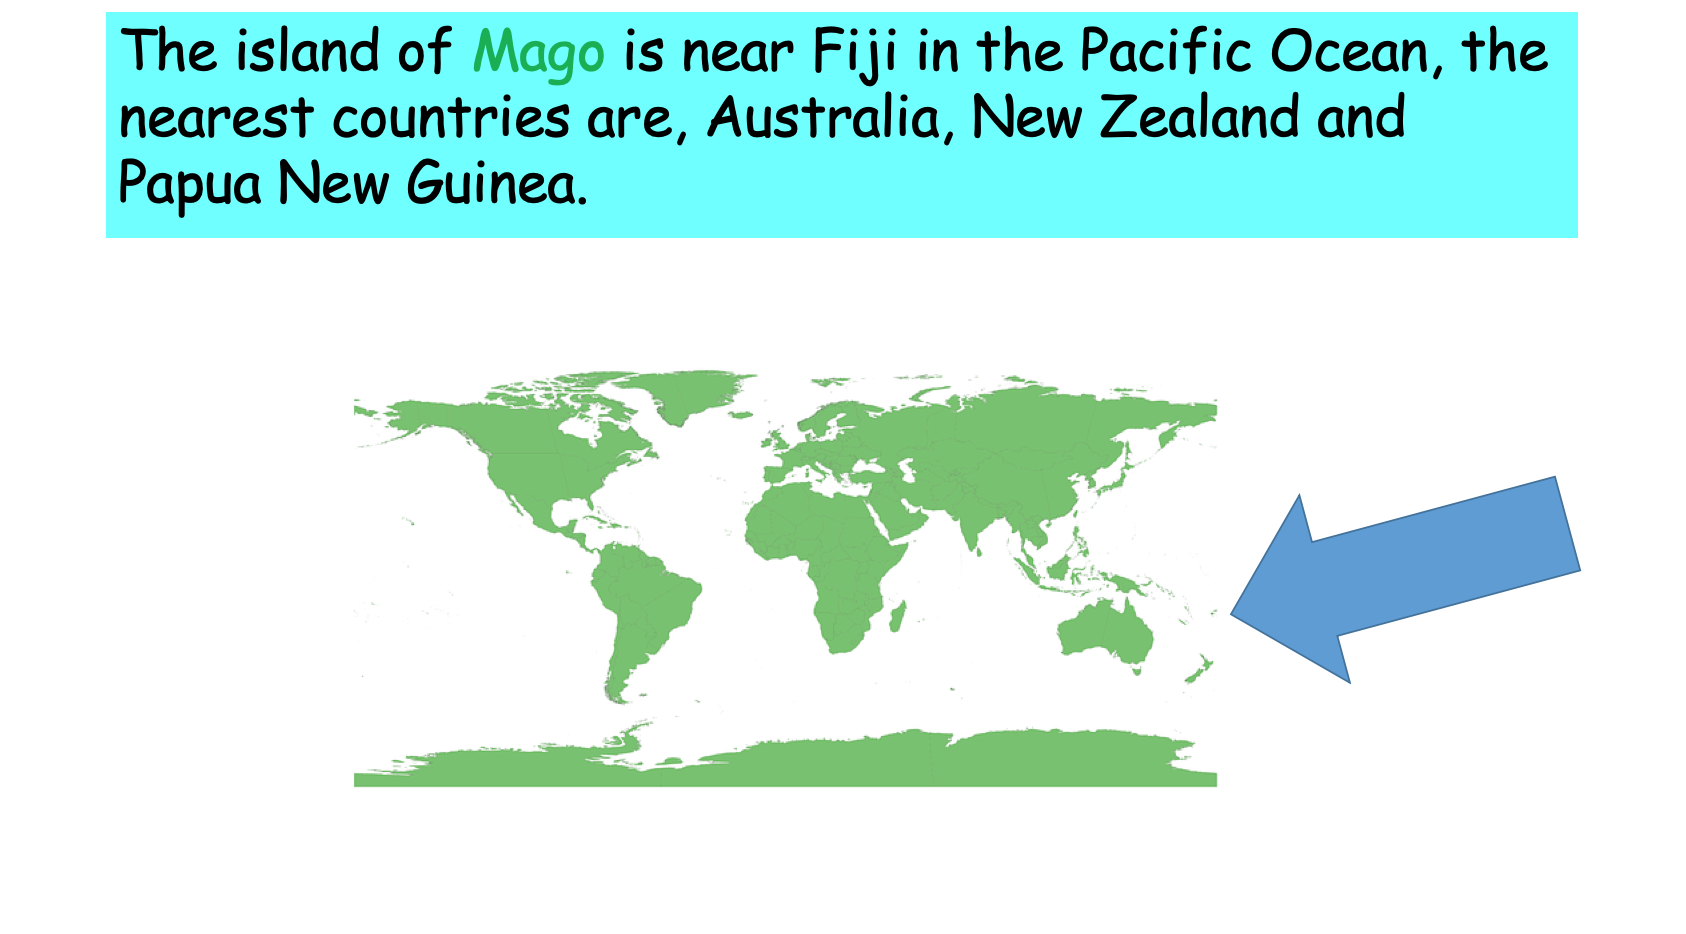 The island of Mago is near Fiji in the Pacific Ocean, the
nearest countries are, Australia, New Zealand and
Papua New Guinea.